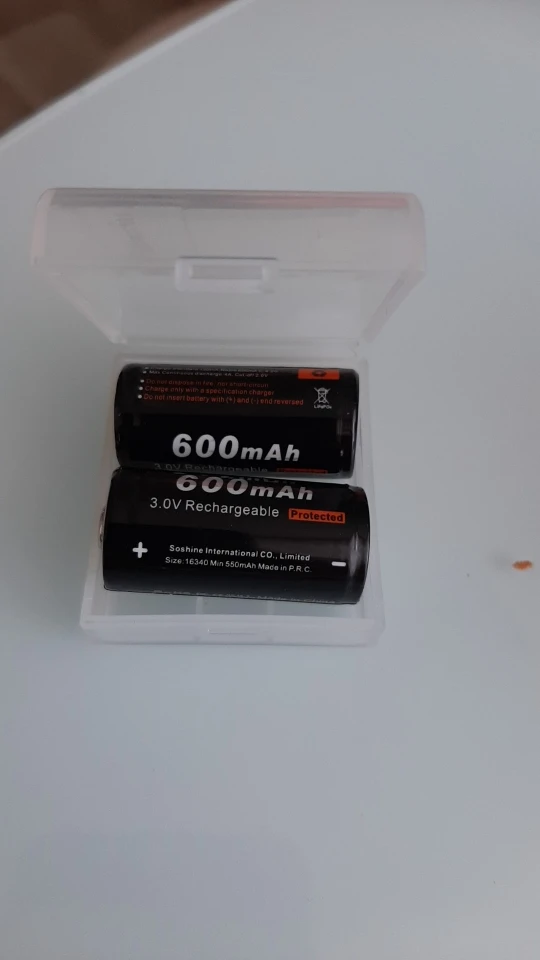 Do not dispose in fire, not short circuit
Charge only with a specification charger
Do not insert battery with (+) and (-) end reversed
LiFePO4
600mAh
3.0V Rechargeable
600mAh
3.0V Rechargeable Protected
+ Soshine International CO., Limited -
Size:16340 Min 550mAh Made in P.R.C.